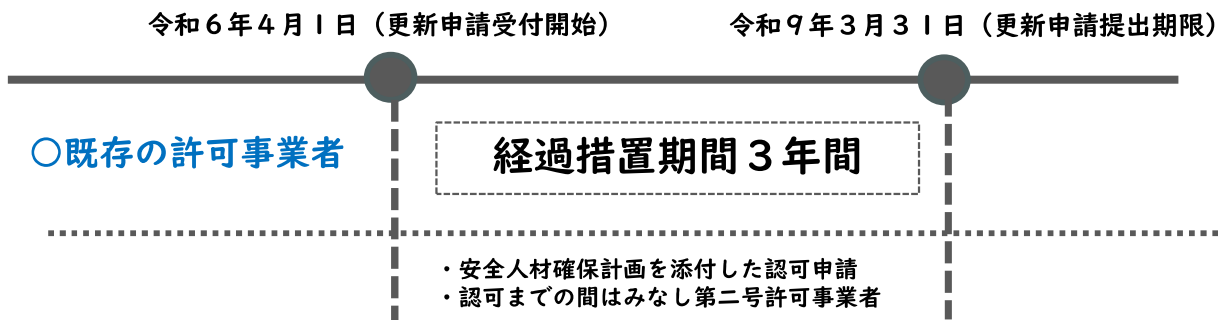 令和６年４月１日（更新申請受付開始）
令和９年３月３１日（更新申請提出期限）
〇既存の許可事業者
経過措置期間３年間
・安全人材確保計画を添付した認可申請
・認可までの間はみなし第二号許可事業者